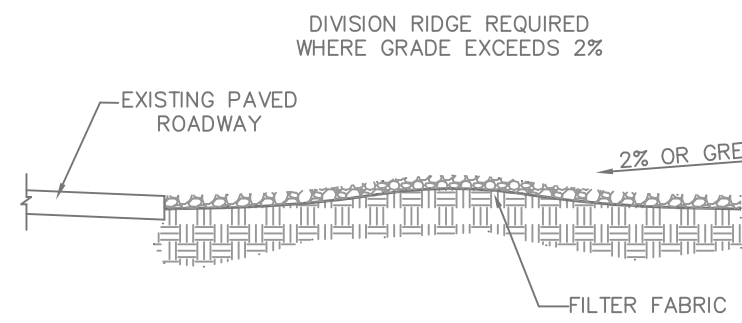 DIVISION RIDGE REQUIRED
WHERE GRADE EXCEEDS 2%
EXISTING PAVED
ROADWAY
2% OR
FILTER FABRIC